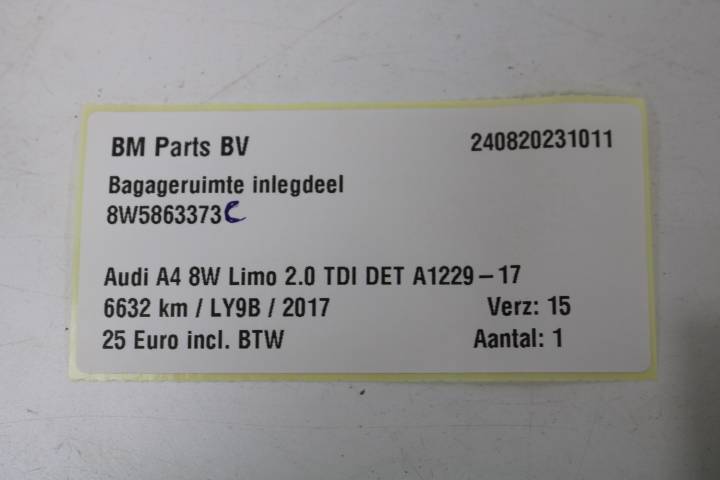 BM Parts BV 240820231011
Bagageruimte inlegdeel
8W5863373C
Audi A4 8W Limo 2.0 TDI DET A1229-17
6632 km / LY9B / 2017 Verz: 15
25 Euro incl. BTW Aantal: 1